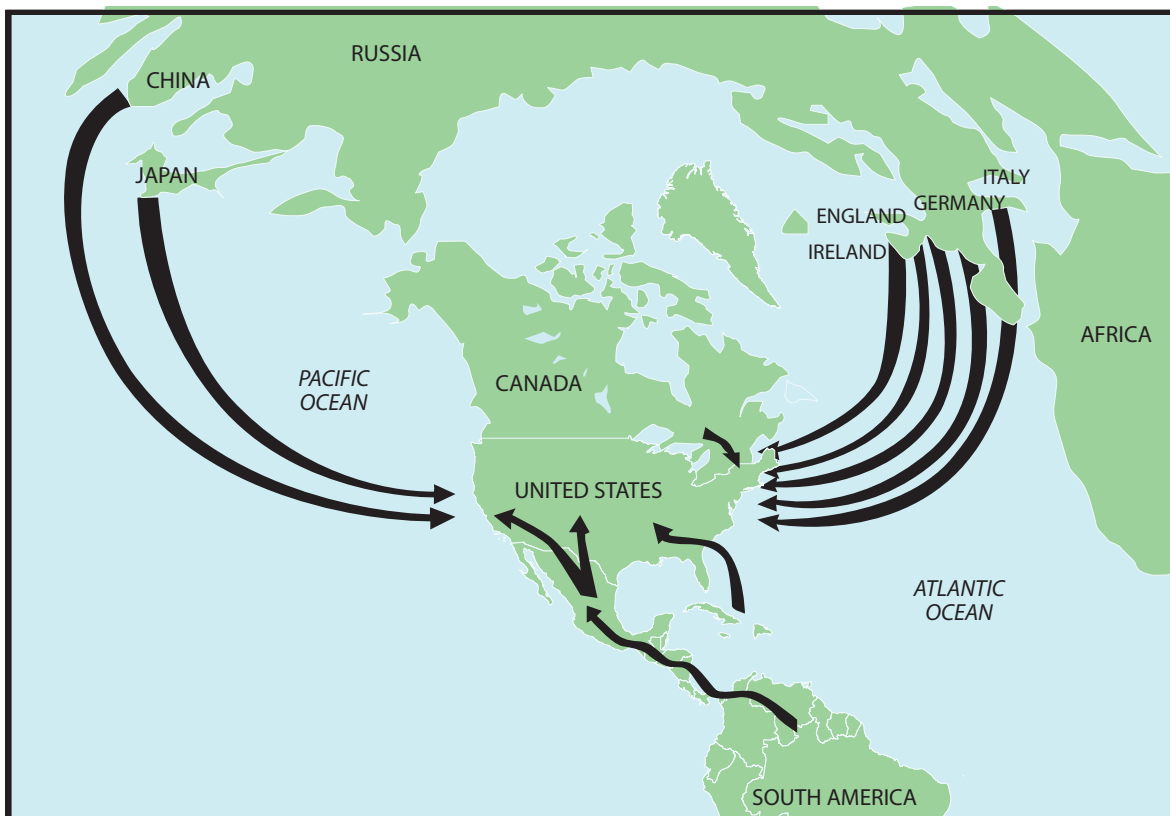 RUSSIA
CHINA
JAPAN
ITALY
GERMANY
ENGLAND
IRELAND
AFRICA
PACIFIC
OCEAN
CANADA
UNITED STATES
ATLANTIC
OCEAN
SOUTH AMERICA